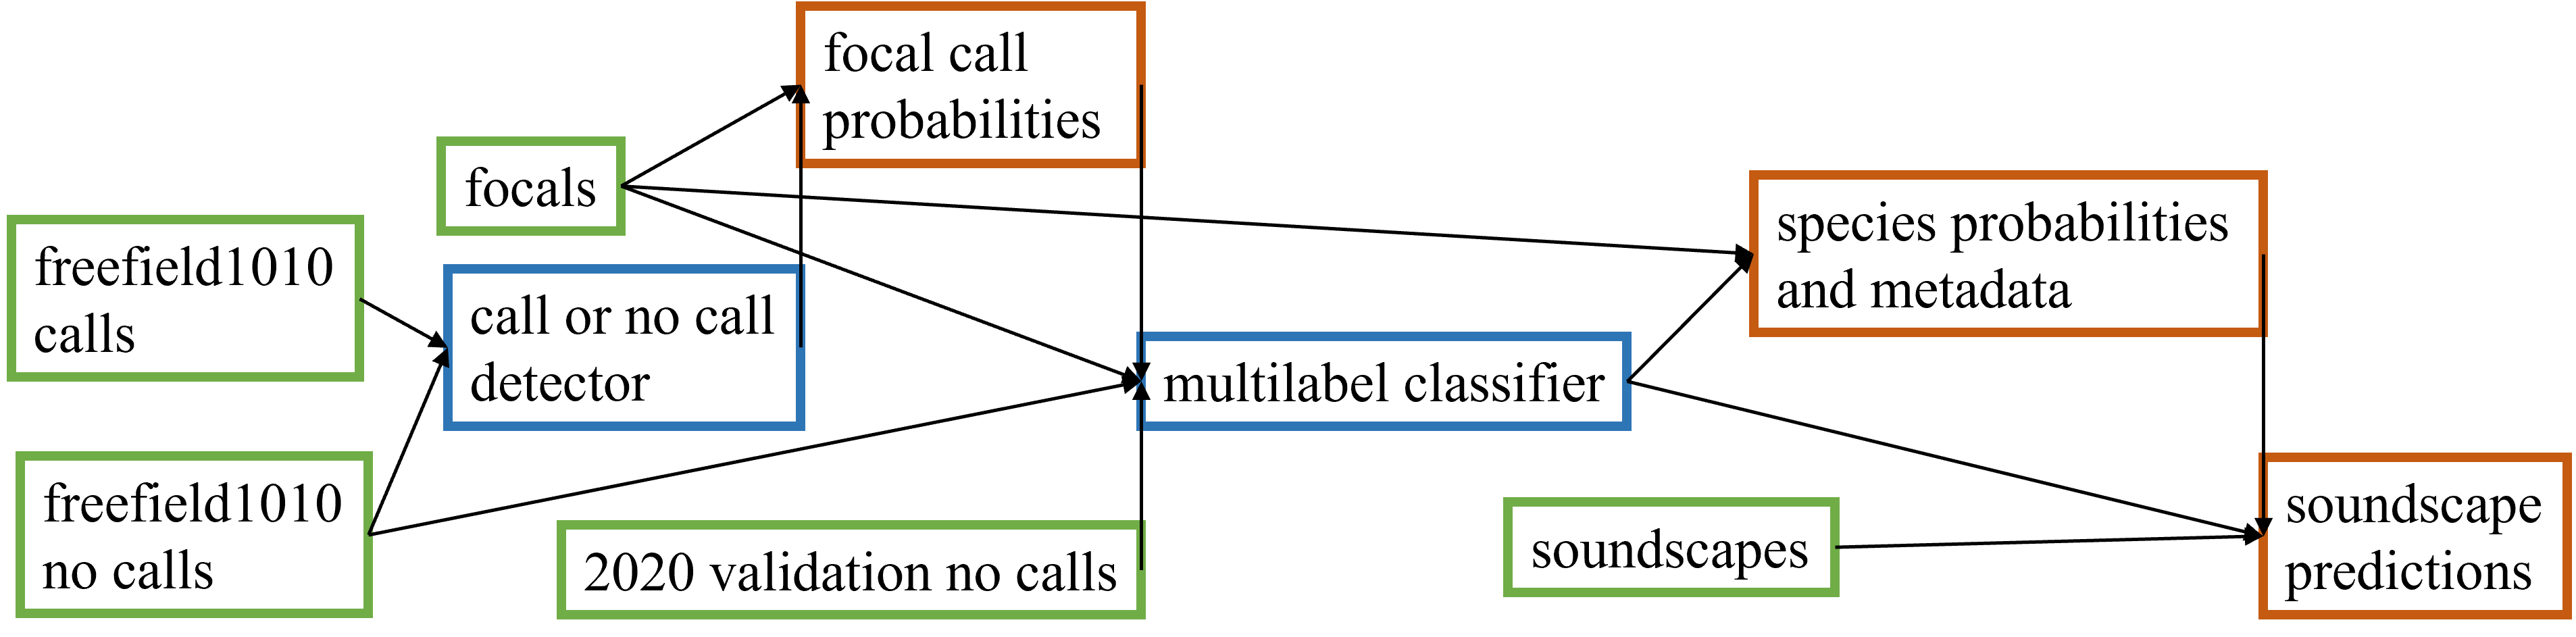 focal call
probabilities
focals
freefield1010
calls
call or no call
detector
species probabilities
and metadata
multilabel classifier
freefield1010
no calls
2020 validation no calls
soundscapes
soundscape
predictions